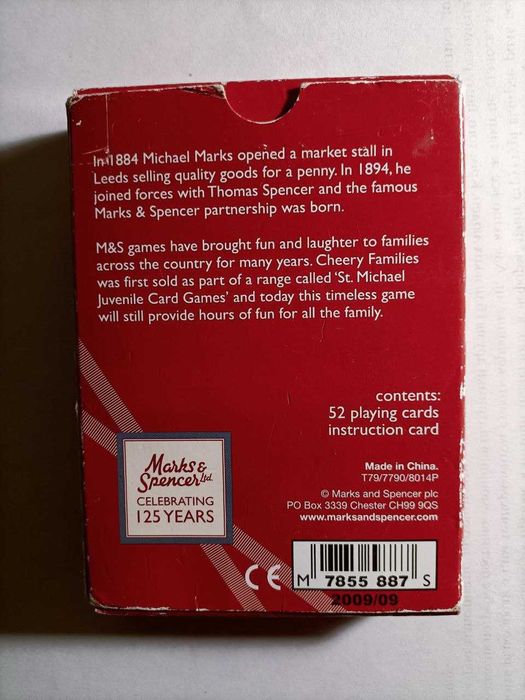 In 1884 Michael Marks opened a market stall in
Leeds selling quality goods for a penny. In 1894, he
joined forces with Thomas Spencer and the famous
Marks & Spencer partnership was born.
M&S games have brought fun and laughter to families
across the country for many years. Cheery Families
was first sold as part of a range called 'St. Michael
Juvenile Card Games' and today this timeless game
will still provide hours of fun for all the family.
contents:
52 playing cards
instruction card
Marks &
Spencer Ltd.
CELEBRATING
125 YEARS
Made in China.
T79/7790/8014P
© Marks and Spencer plc
PO Box 3339 Chester CH99 9QS
www.marksandspencer.com
CE
M 7855 887 S
2009/09